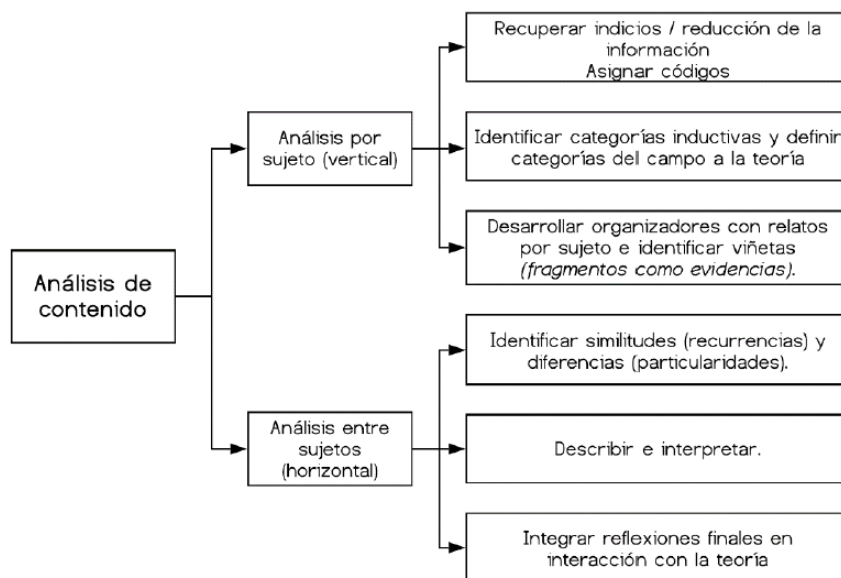 Análisis de
contenido
Análisis por
sujeto (vertical)
Recuperar indicios / reducción de la
información
Asignar códigos
Identificar categorías inductivas y definir
categorías del campo a la teoría
Desarrollar organizadores con relatos
por sujeto e identificar viñetas
(fragmentos como evidencias).
Análisis entre
sujetos
(horizontal)
Identificar similitudes (recurrencias) y
diferencias (particularidades).
Describir e interpretar.
Integrar reflexiones finales en
interacción con la teoría